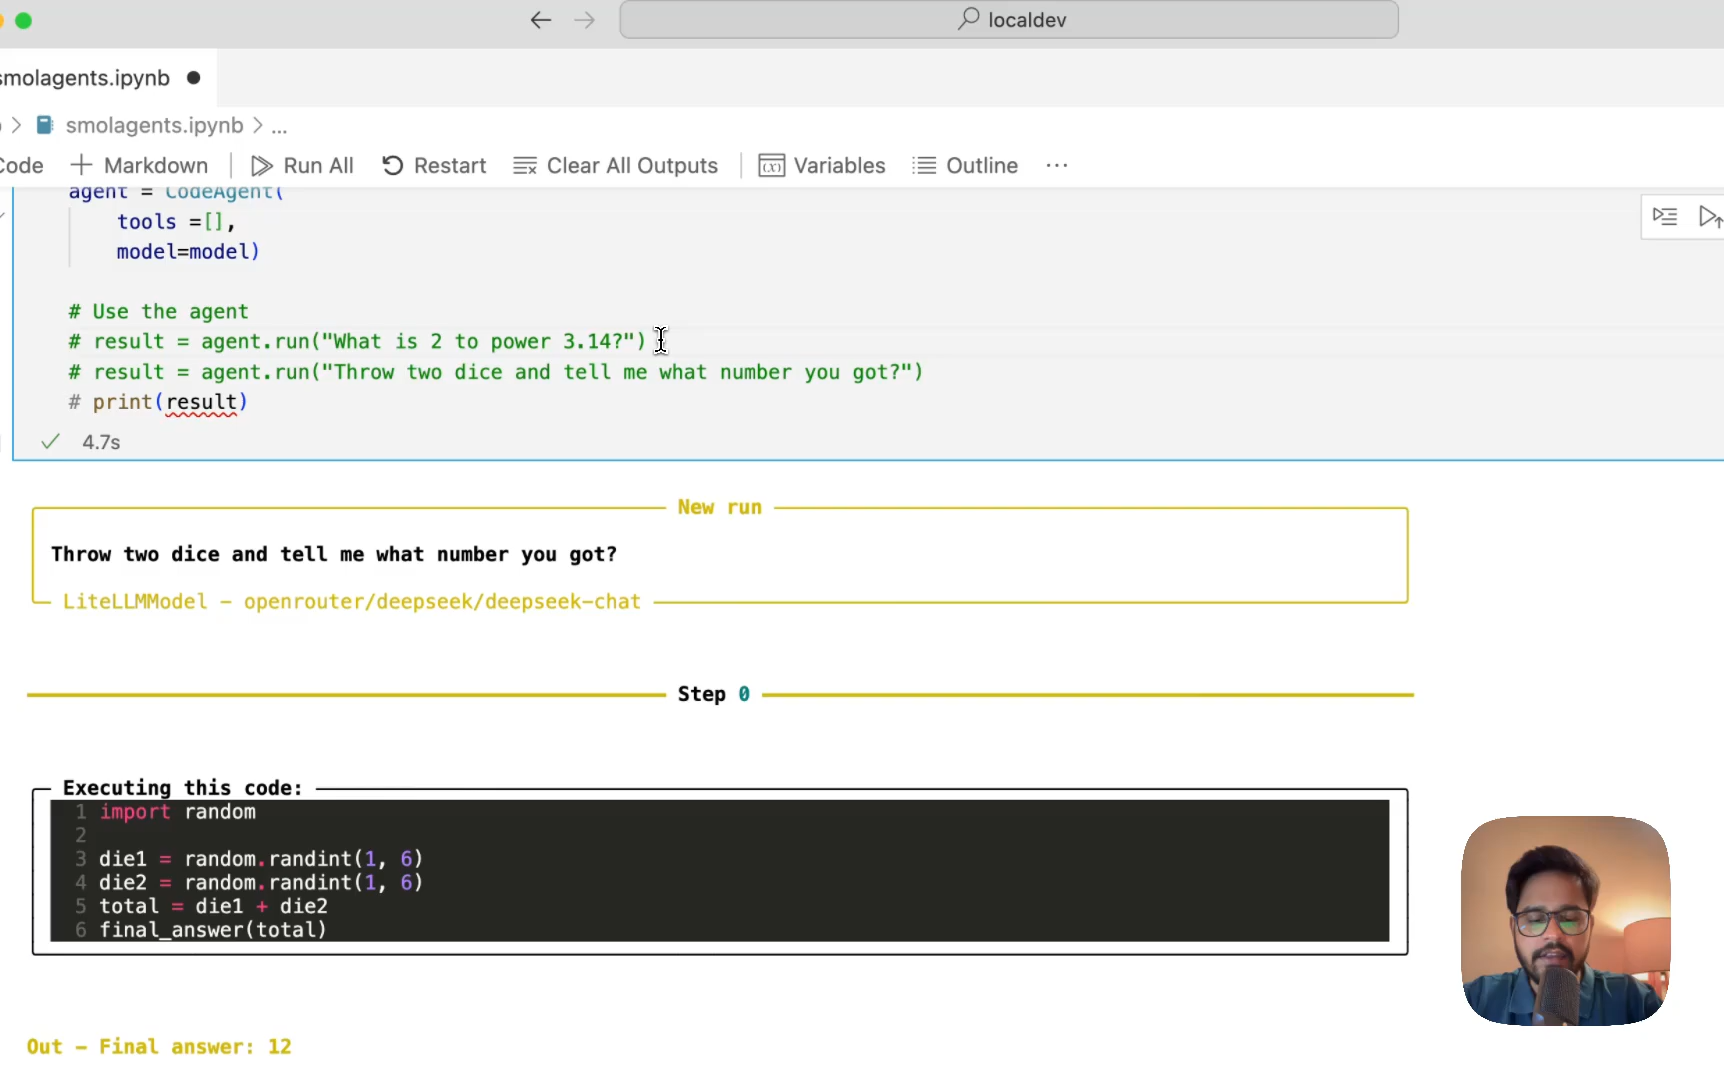 localdev
smolagents.ipynb
smolagents.ipynb > ...
Code + Markdown Run All Restart Clear All Outputs Variables Outline ...
agent = CodeAgent(
tools =[],
model=model)
# Use the agent
# result = agent.run("What is 2 to power 3.14?")
# result = agent.run("Throw two dice and tell me what number you got?")
# print(result)
4.7s
New run
Throw two dice and tell me what number you got?
LiteLLMModel - openrouter/deepseek/deepseek-chat
Step 0
Executing this code:
1 import random
2
3 die1 = random.randint(1, 6)
4 die2 = random.randint(1, 6)
5 total = die1 + die2
6 final_answer(total)
Out - Final answer: 12